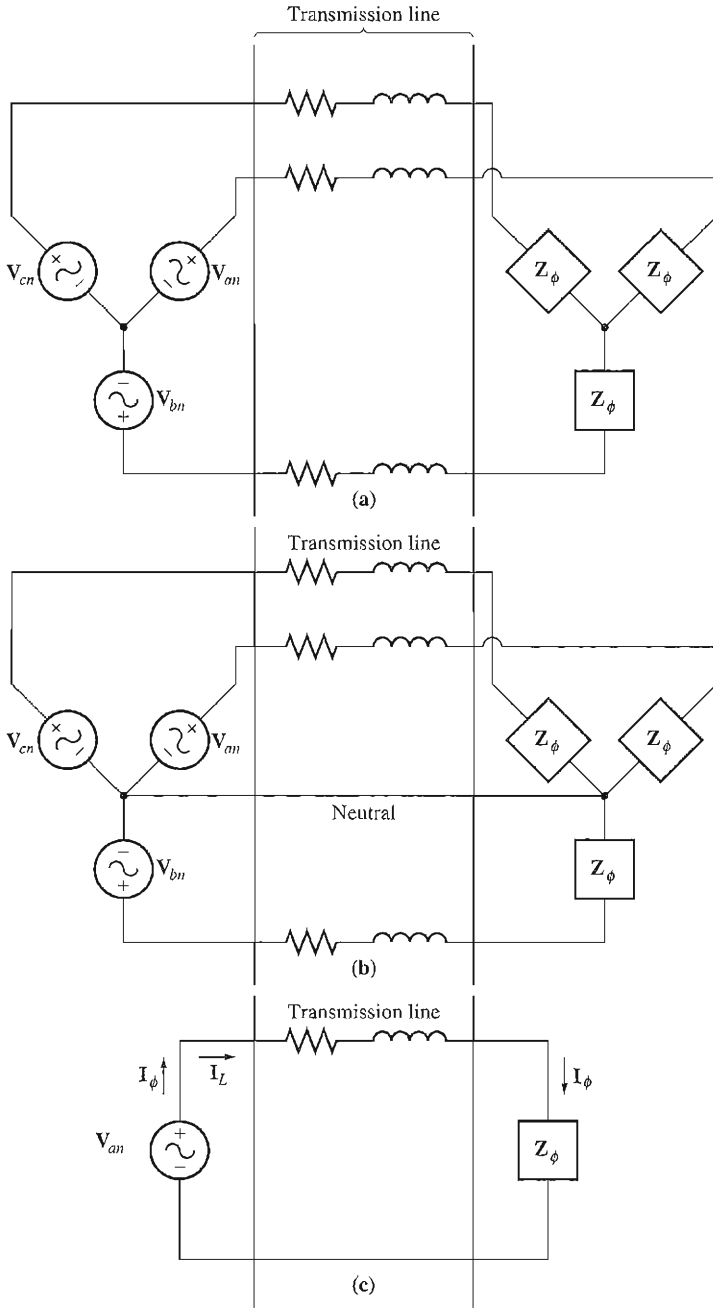 Transmission line
V_cn
V_an
Z_ϕ
Z_ϕ
V_bn
Z_ϕ
(a)
Transmission line
V_cn
V_an
Z_ϕ
Z_ϕ
Neutral
V_bn
Z_ϕ
(b)
Transmission line
I_ϕ
I_L
I_ϕ
V_an
Z_ϕ
(c)